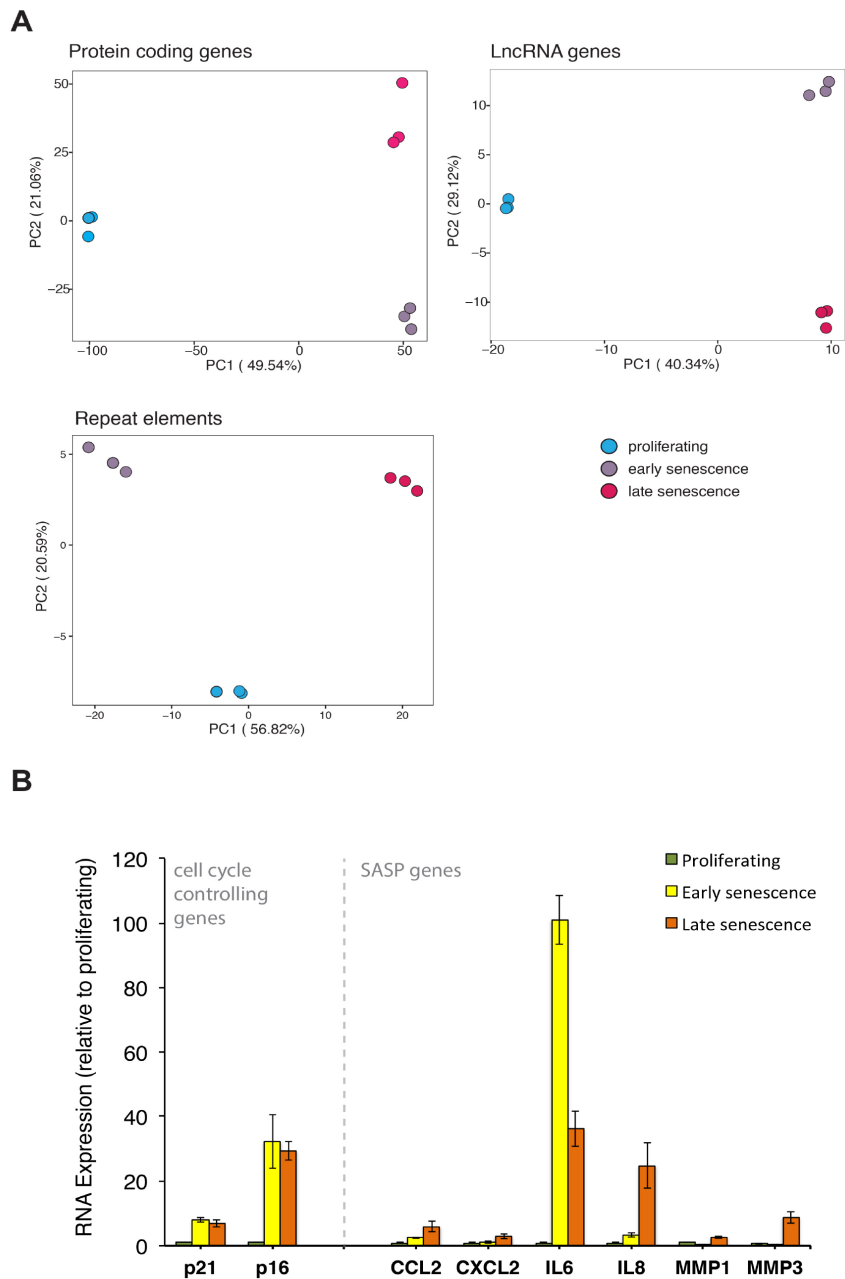 A
Protein coding genes
50
25
0
−25
PC2 ( 21.06%)
−100 −50 0 50
PC1 ( 49.54%)
LncRNA genes
10
5
0
−5
−10
PC2 ( 29.12%)
−20 −10 0 10
PC1 ( 40.34%)
Repeat elements
5
0
−5
PC2 ( 20.59%)
−20 −10 0 10 20
PC1 ( 56.82%)
proliferating
early senescence
late senescence
B
RNA Expression (relative to proliferating)
120
100
80
60
40
20
0
cell cycle
controlling
genes
SASP genes
Proliferating
Early senescence
Late senescence
p21 p16 CCL2 CXCL2 IL6 IL8 MMP1 MMP3